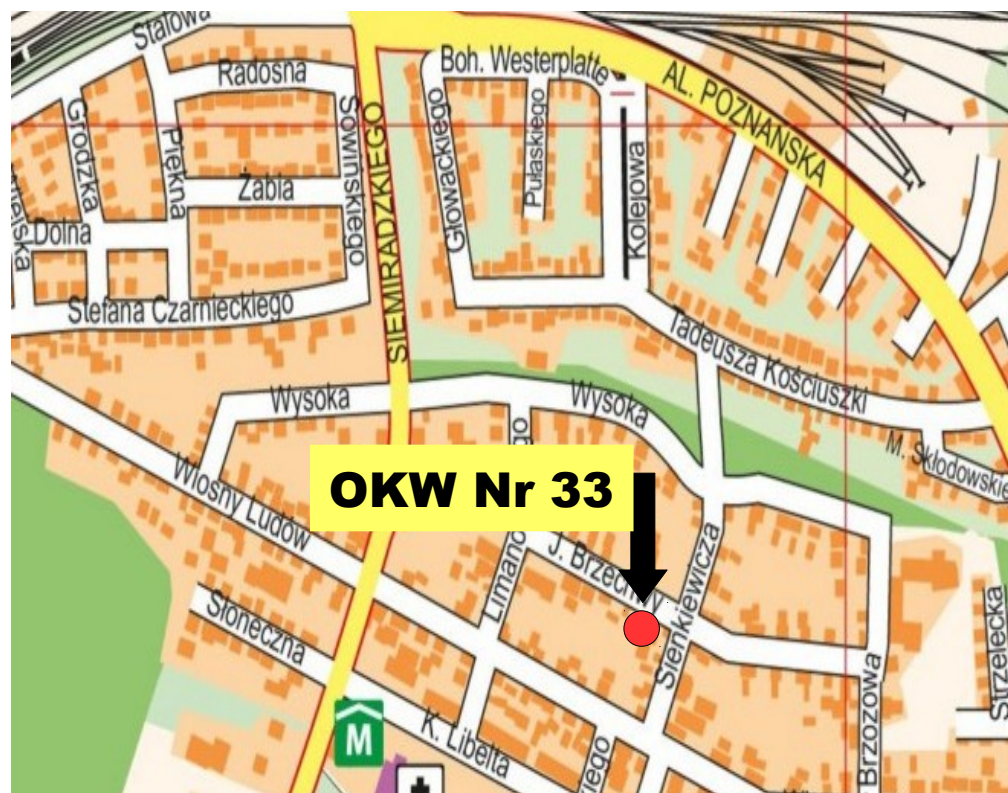 Stalowa
Radosna
Boh. Westerplatte
AL. POZNAŃSKA
Grodzka
Piękna
Sowińskiego
SIEMIRADZKIEGO
Głowackiego
Pułaskiego
Kolejowa
Żabia
Dolna
Stefana Czarnieckiego
Tadeusza Kościuszki
Wysoka
Wysoka
M. Skłodowskie
Wiosny Ludów
OKW Nr 33
J. Brzechwy
Sienkiewicza
Słoneczna
Strzelecka
Brzozowa
M
K. Libelta